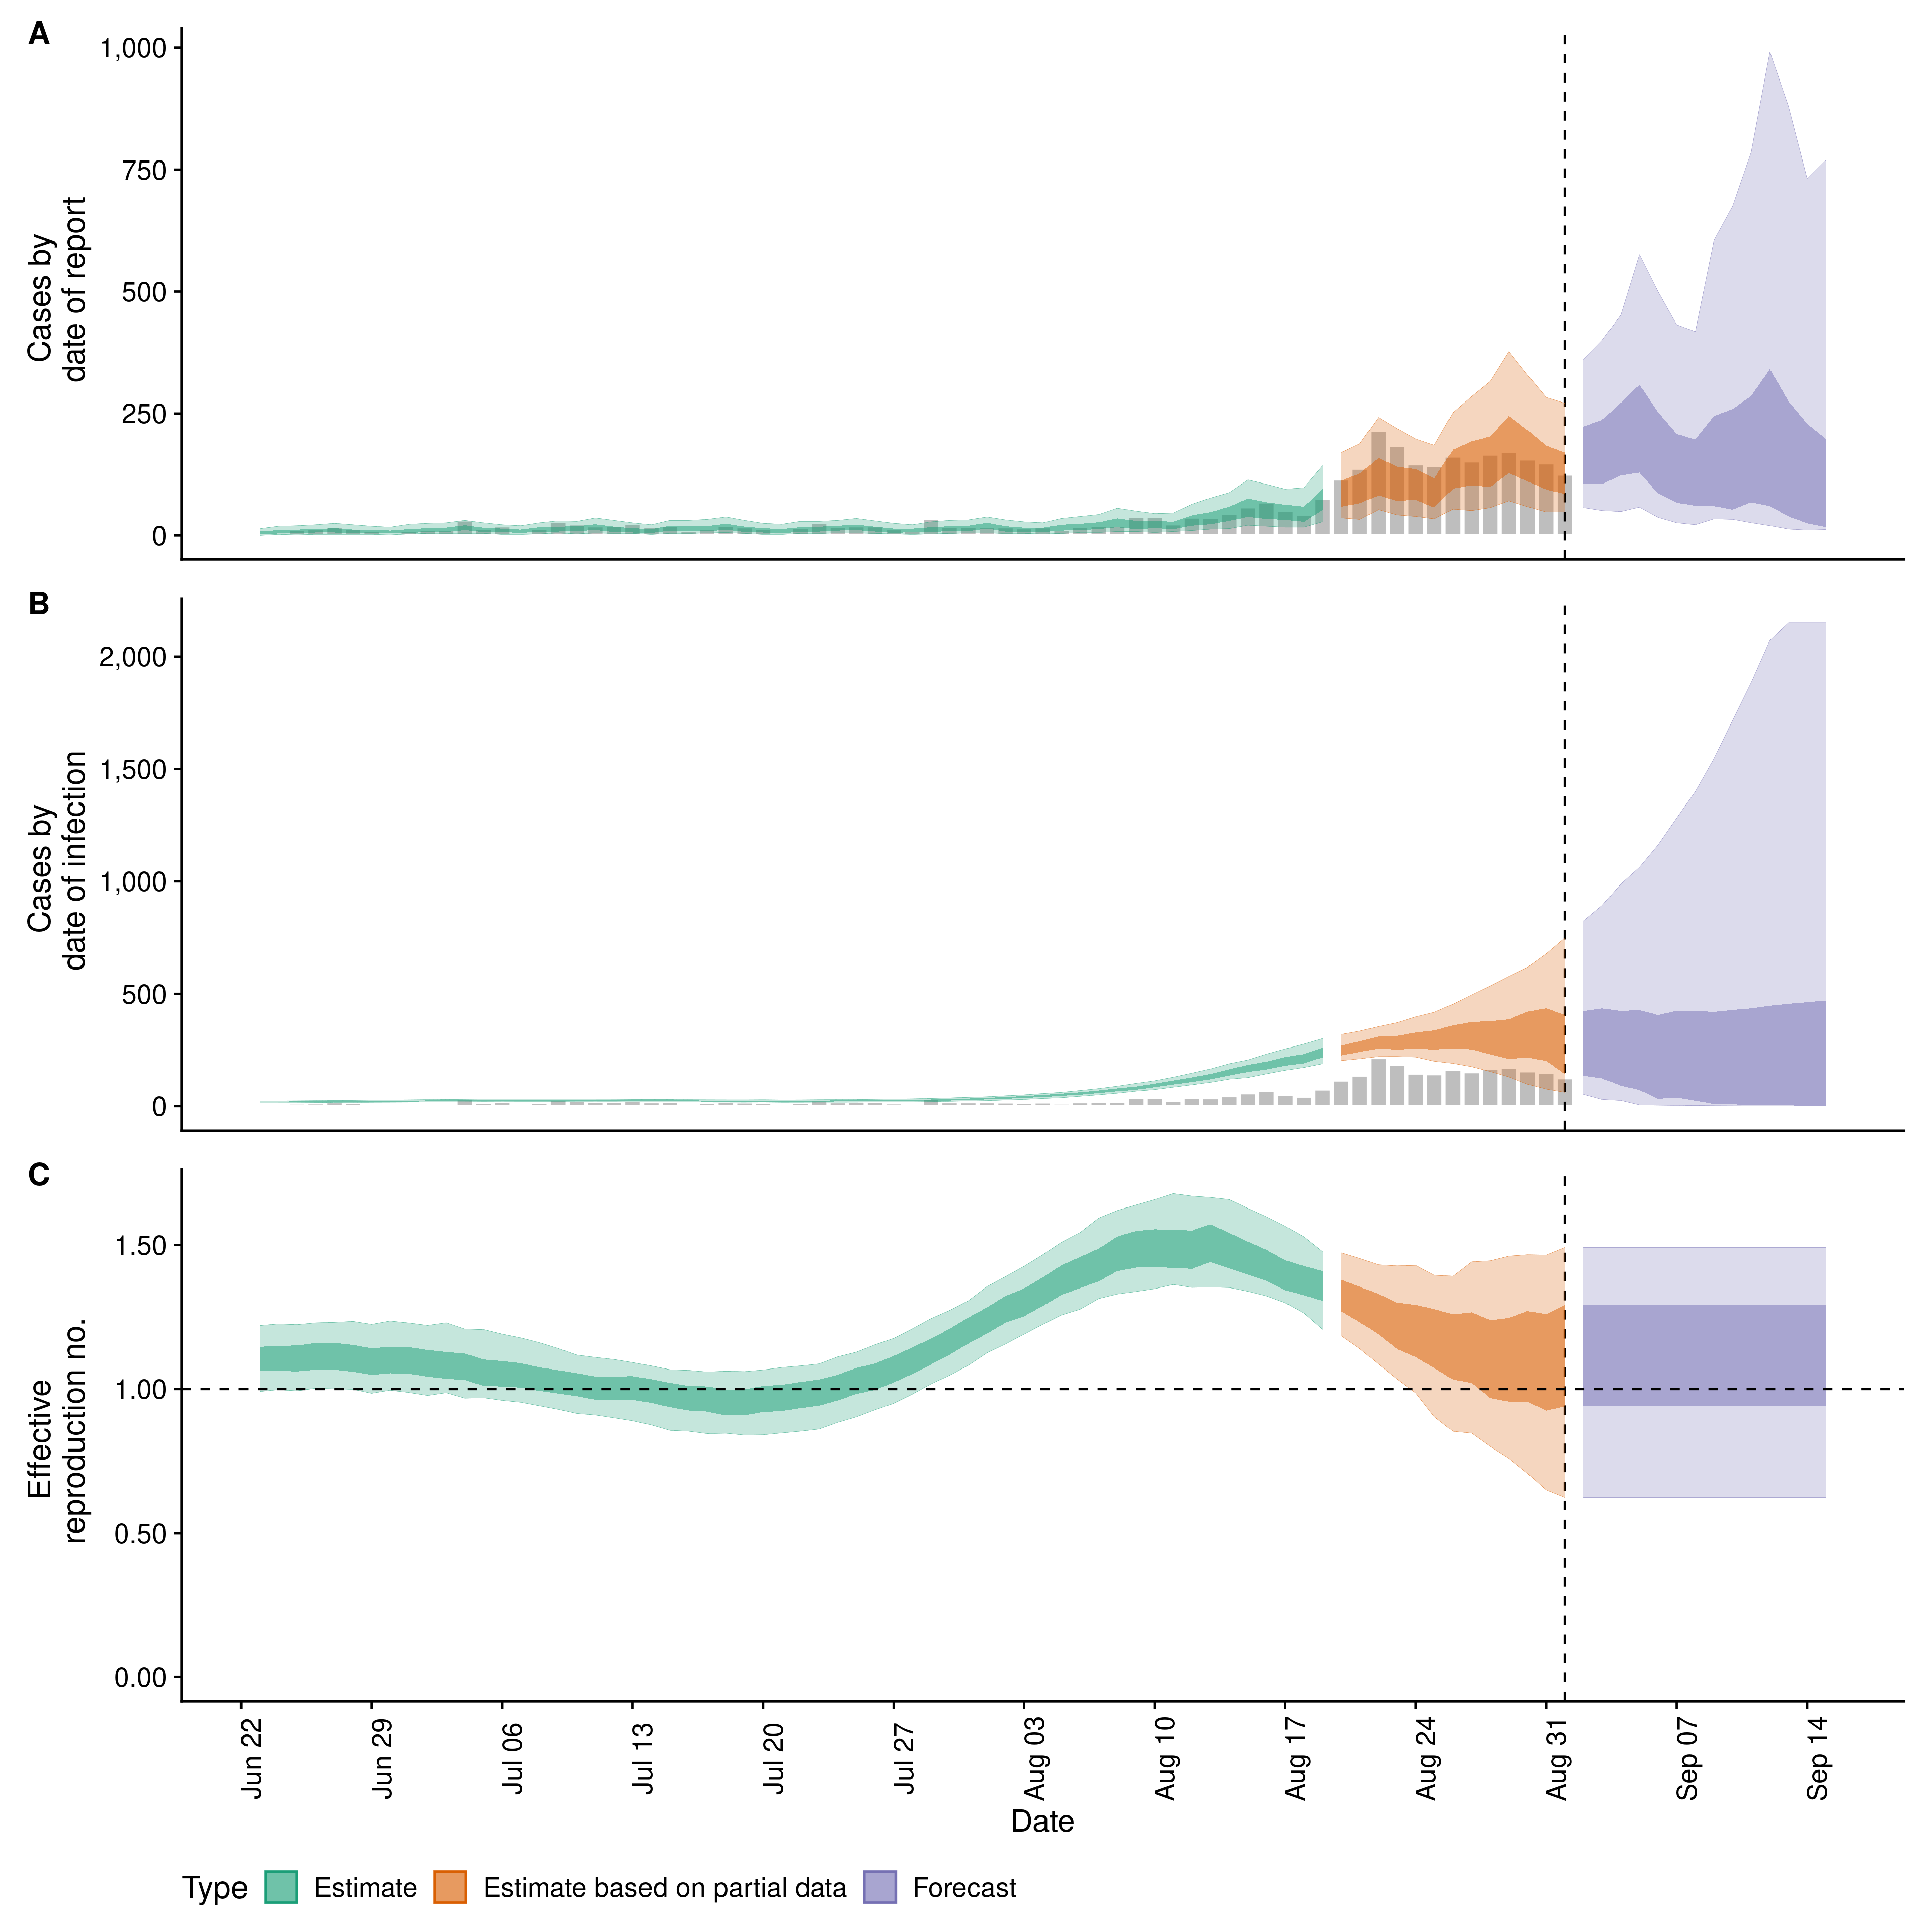 A
1,000
750
500
250
0
Cases by
date of report
B
2,000
1,500
1,000
500
0
Cases by
date of infection
C
1.50
1.00
0.50
0.00
Effective
reproduction no.
Jun 22
Jun 29
Jul 06
Jul 13
Jul 20
Jul 27
Aug 03
Aug 10
Aug 17
Aug 24
Aug 31
Sep 07
Sep 14
Date
Type Estimate Estimate based on partial data Forecast